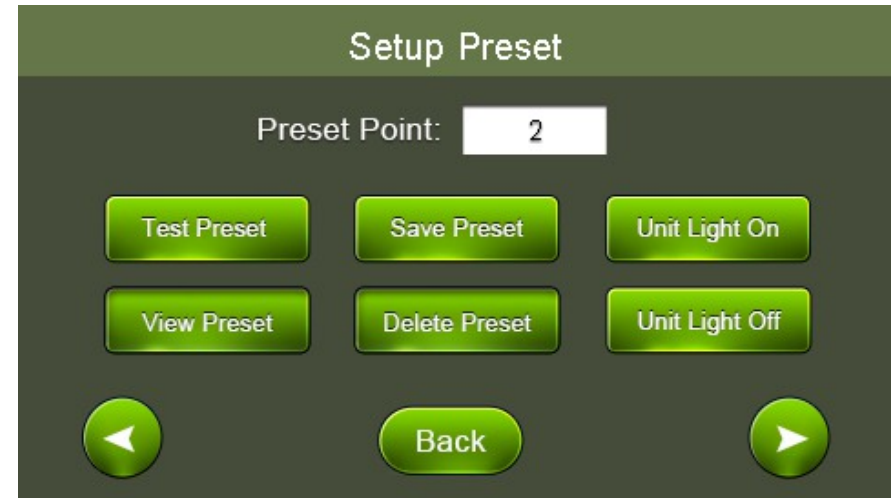 Setup Preset
Preset Point: 2
Test Preset Save Preset Unit Light On
View Preset Delete Preset Unit Light Off
Back